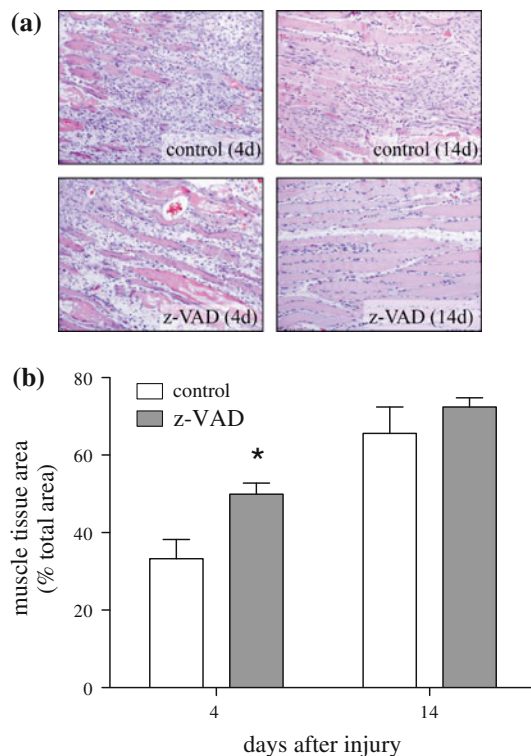 (a)
control (4d)
control (14d)
z-VAD (4d)
z-VAD (14d)
(b)
80
60
40
20
0
control
z-VAD
*
muscle tissue area
(% total area)
4
14
days after injury